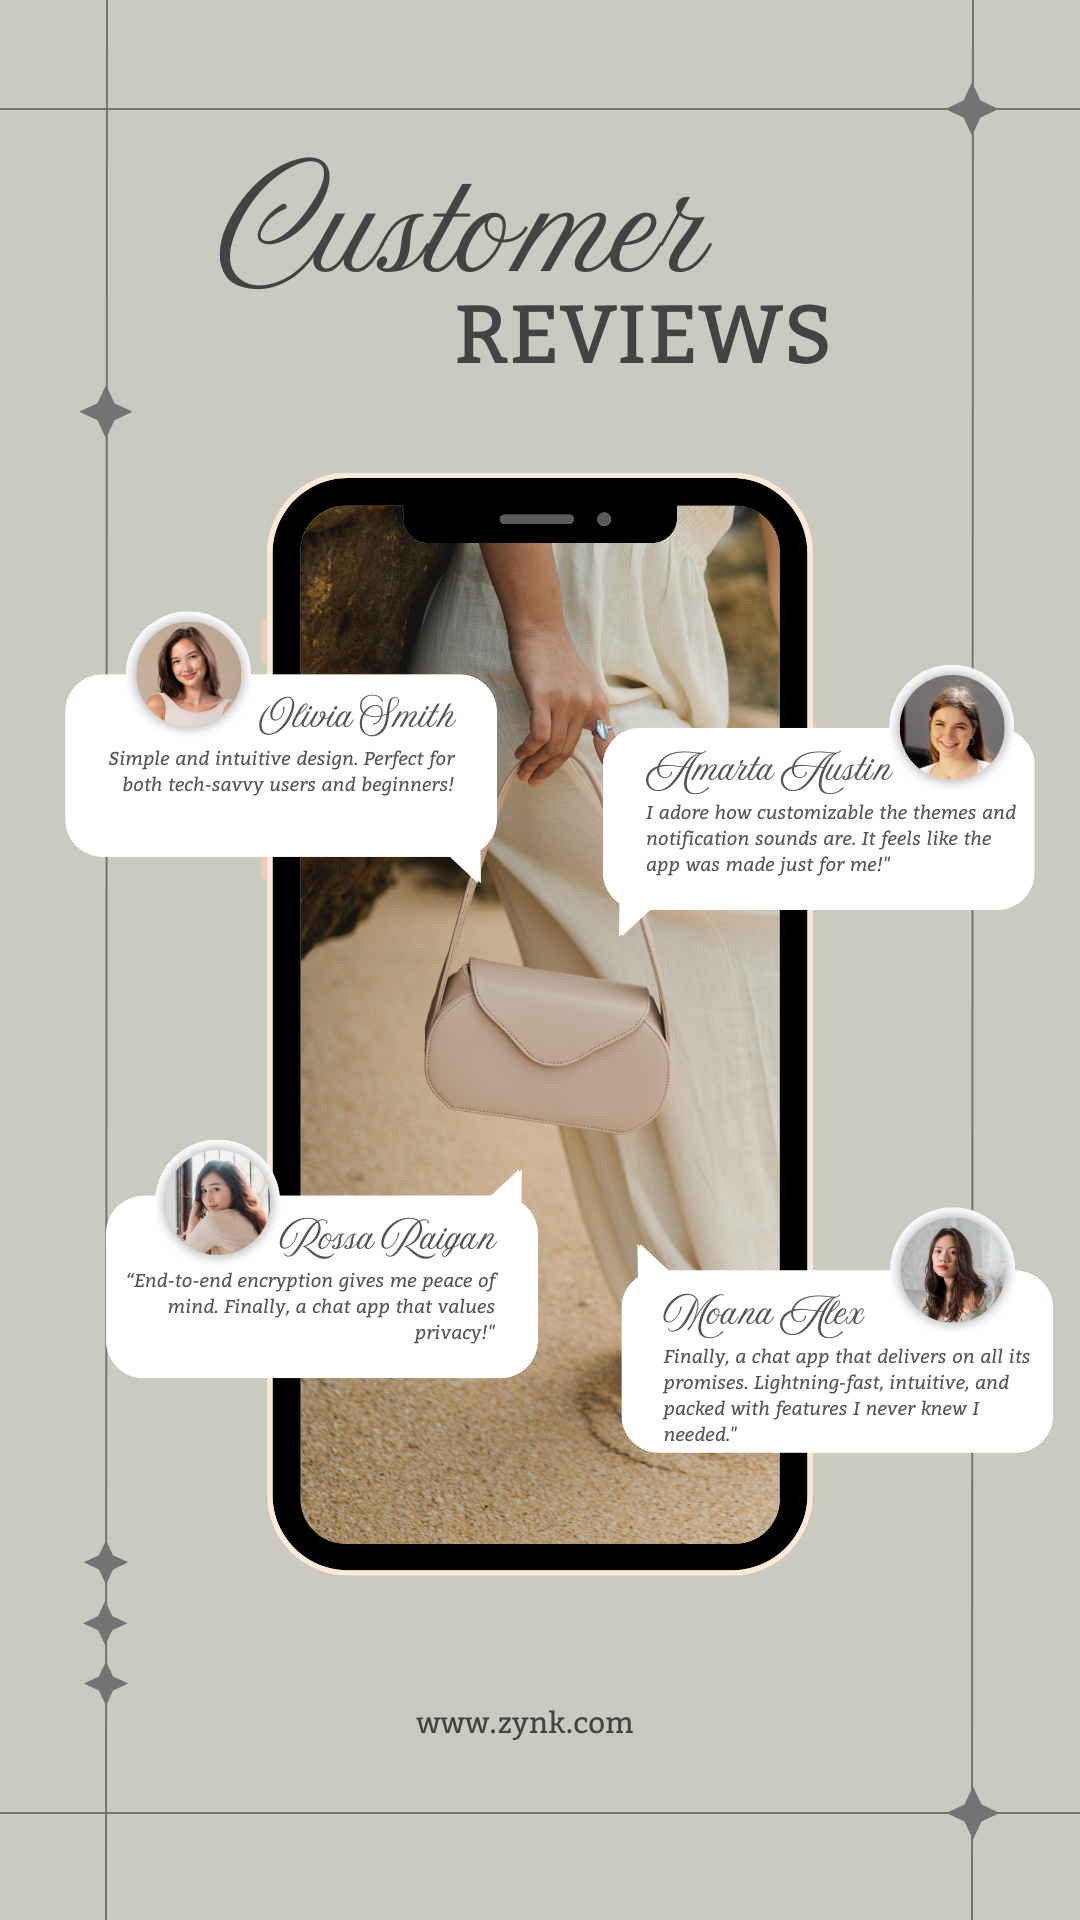 Customer
REVIEWS
Olivia Smith
Simple and intuitive design. Perfect for
both tech-savvy users and beginners!
Amarta Austin
I adore how customizable the themes and
notification sounds are. It feels like the
app was made just for me!"
Rossa Raigan
“End-to-end encryption gives me peace of
mind. Finally, a chat app that values
privacy!"
Moana Alex
Finally, a chat app that delivers on all its
promises. Lightning-fast, intuitive, and
packed with features I never knew I
needed."
www.zynk.com